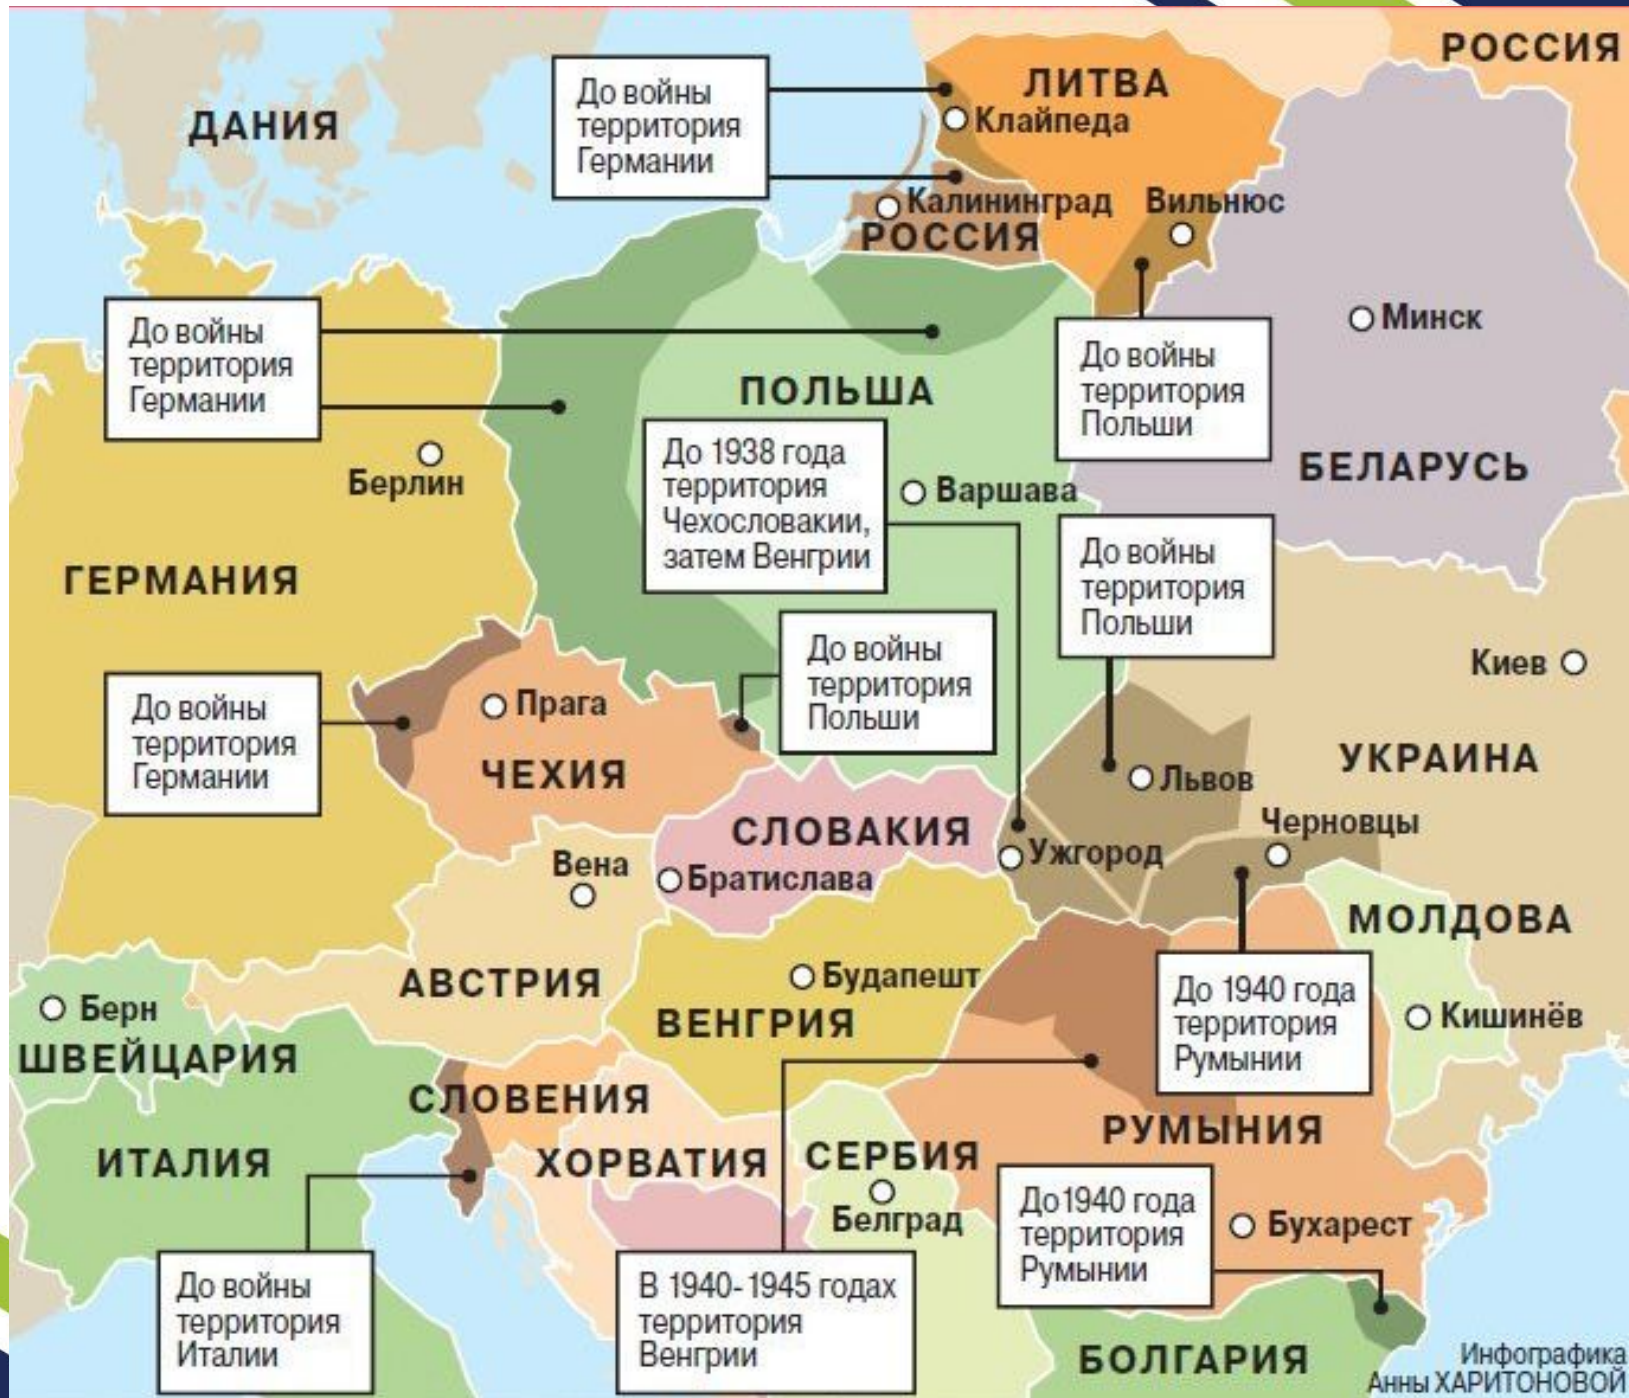 РОССИЯ
ДАНИЯ
До войны
территория
Германии
ЛИТВА
Клайпеда
Калининград
РОССИЯ
Вильнюс
До войны
территория
Германии
ПОЛЬША
До войны
территория
Польши
Минск
БЕЛАРУСЬ
Берлин
До 1938 года
территория
Чехословакии,
затем Венгрии
Варшава
ГЕРМАНИЯ
До войны
территория
Польши
До войны
территория
Польши
Киев
До войны
территория
Германии
Прага
ЧЕХИЯ
УКРАИНА
Львов
СЛОВАКИЯ
Черновцы
Ужгород
Вена
Братислава
МОЛДОВА
АВСТРИЯ
Будапешт
ВЕНГРИЯ
До 1940 года
территория
Румынии
Кишинёв
Берн
ШВЕЙЦАРИЯ
СЛОВЕНИЯ
ИТАЛИЯ
ХОРВАТИЯ
СЕРБИЯ
Белград
РУМЫНИЯ
До 1940 года
территория
Румынии
Бухарест
До войны
территория
Италии
В 1940-1945 годах
территория
Венгрии
БОЛГАРИЯ
Инфографика
Анны ХАРИТОНОВОЙ